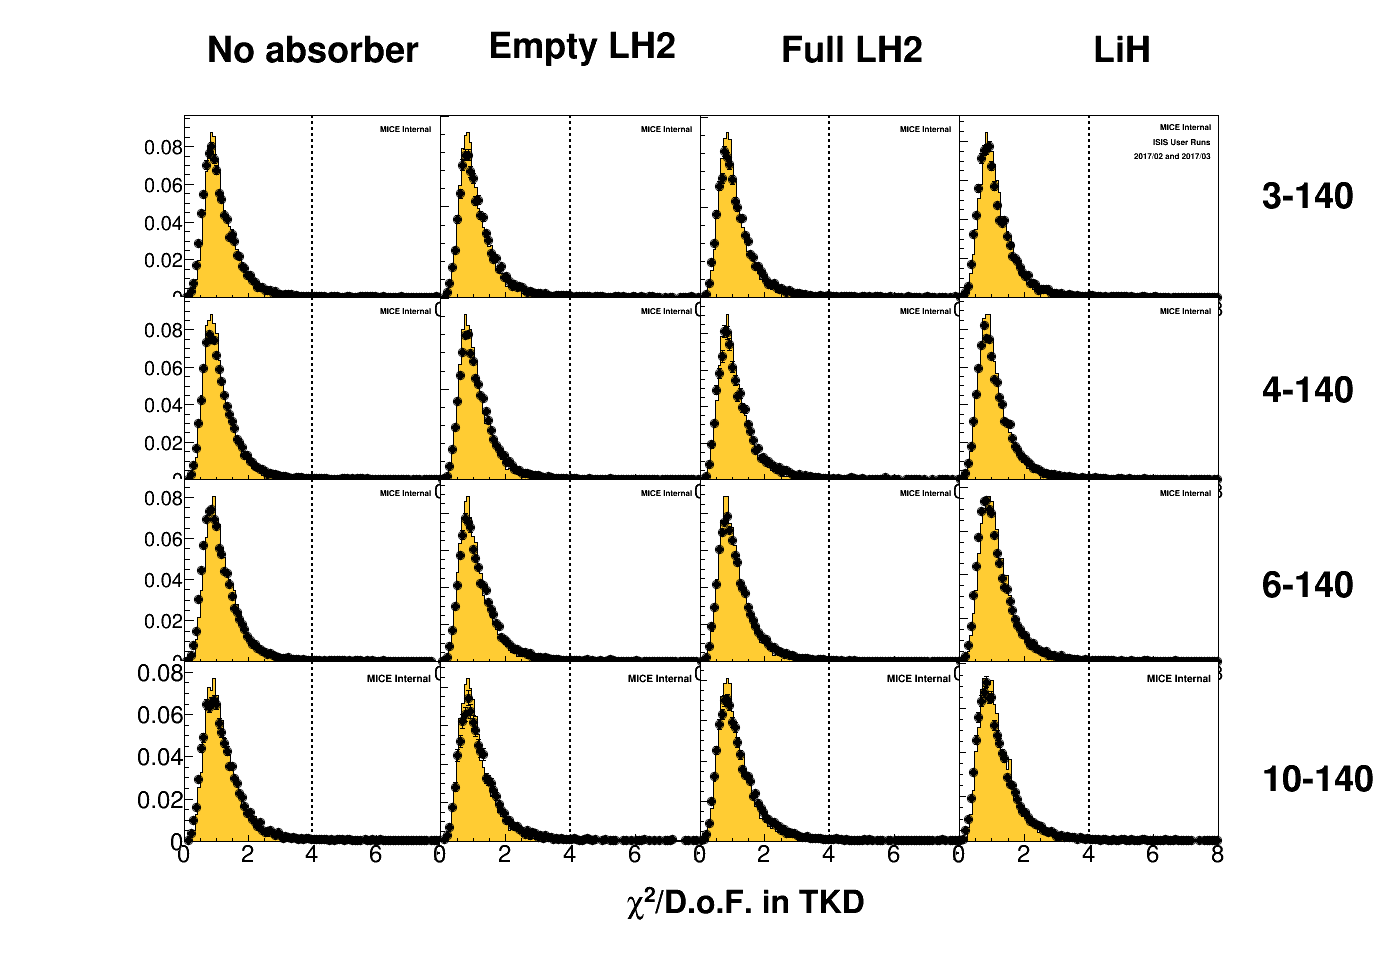 No absorber Empty LH2 Full LH2 LiH
MICE Internal MICE Internal MICE Internal MICE Internal
ISIS User Runs
2017/02 and 2017/03
0.08
0.06
0.04
0.02
3-140
MICE Internal MICE Internal MICE Internal MICE Internal
0.08
0.06
0.04
0.02
4-140
MICE Internal MICE Internal MICE Internal MICE Internal
0.08
0.06
0.04
0.02
6-140
MICE Internal MICE Internal MICE Internal MICE Internal
0.08
0.06
0.04
0.02
0
10-140
0 2 4 6 0 2 4 6 0 2 4 6 0 2 4 6 8
χ²/D.o.F. in TKD